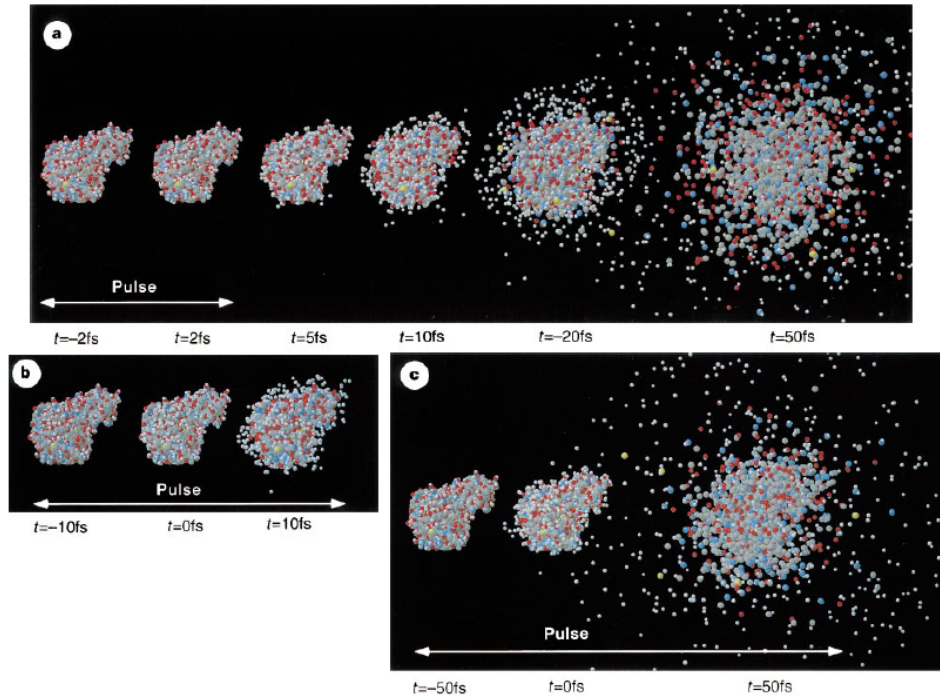 a
Pulse
t=-2fs t=2fs t=5fs t=10fs t=-20fs t=50fs
b
Pulse
t=-10fs t=0fs t=10fs
c
Pulse
t=-50fs t=0fs t=50fs